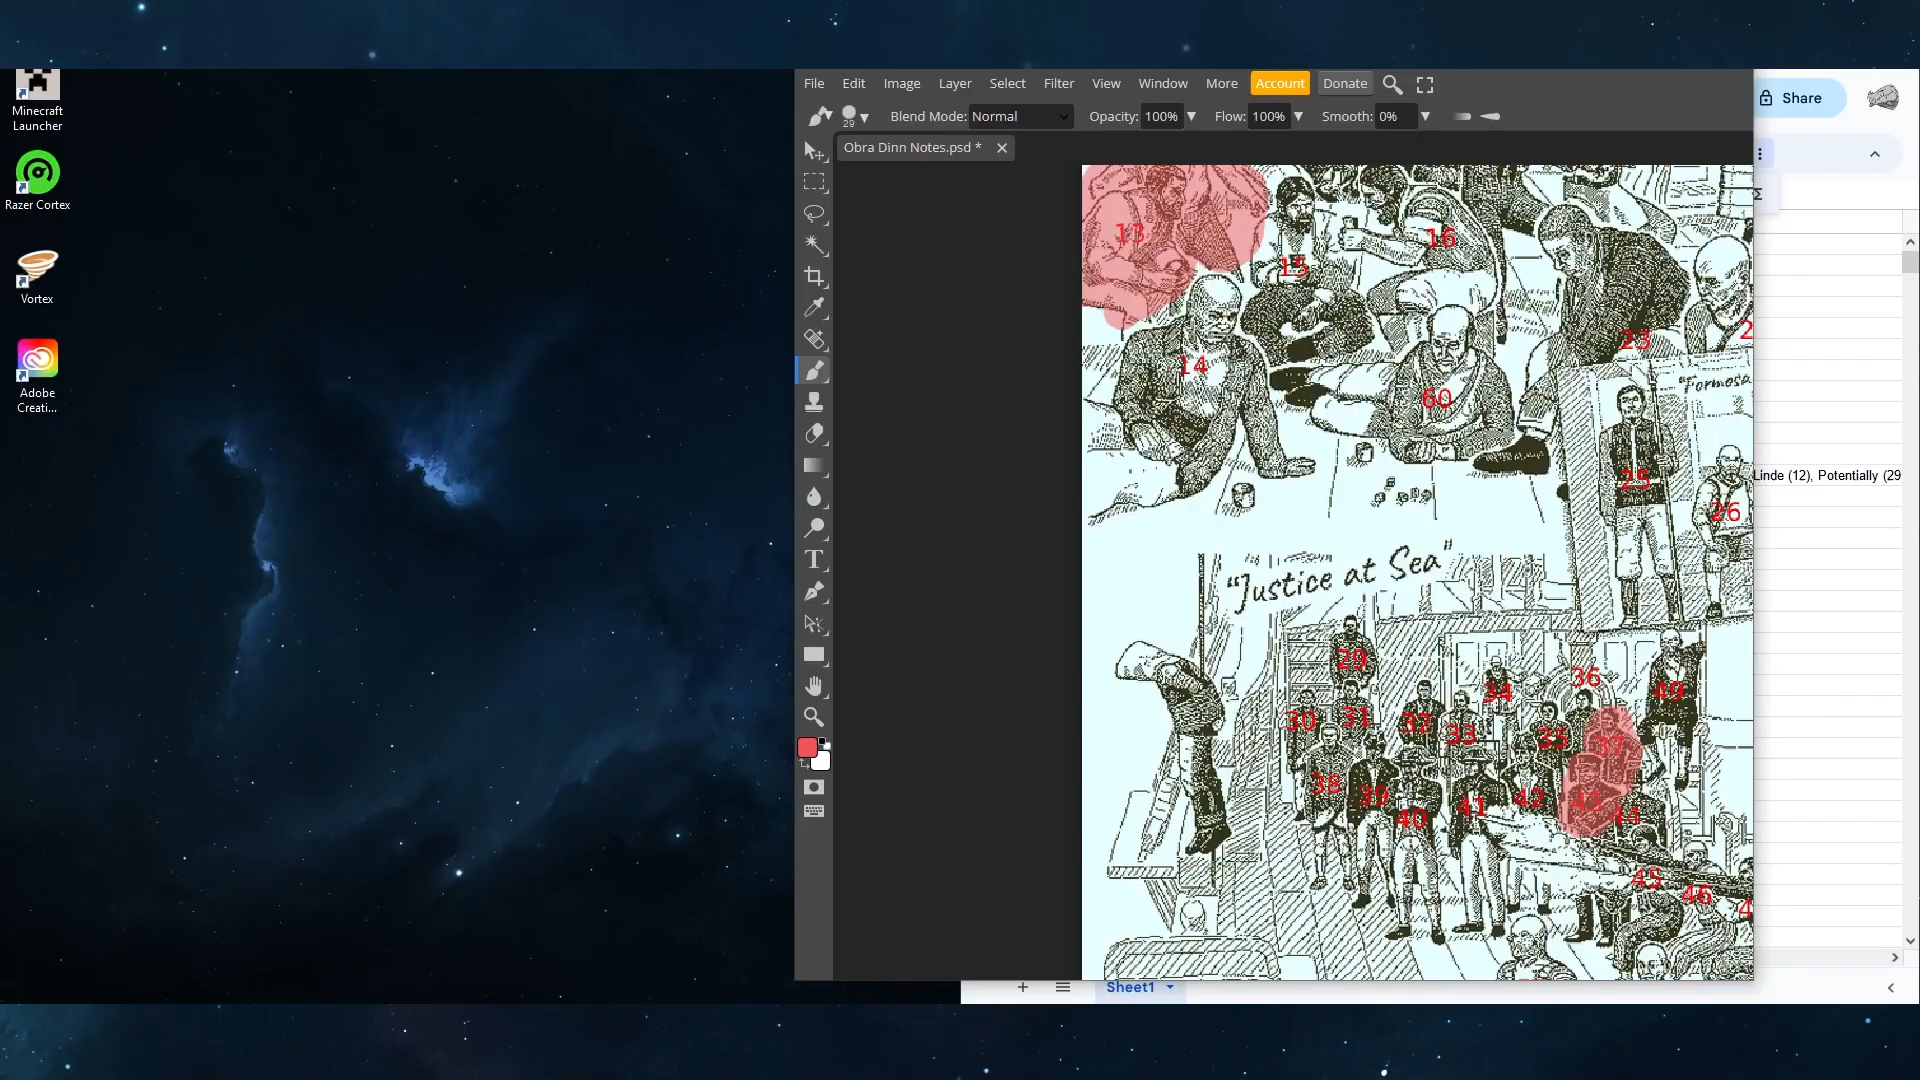 Minecraft
Launcher
Razer Cortex
Vortex
Adobe
Creati...
File Edit Image Layer Select Filter View Window More Account Donate
29 Blend Mode: Normal Opacity: 100% Flow: 100% Smooth: 0%
Obra Dinn Notes.psd *
Share
13
15
16
14
60
23
2
"Formosa
25
26
Linde (12), Potentially (29
"Justice at Sea"
29
30
31
32
33
34
35
36
37
49
38
39
40
41
42
43
44
45
46
4
Sheet1